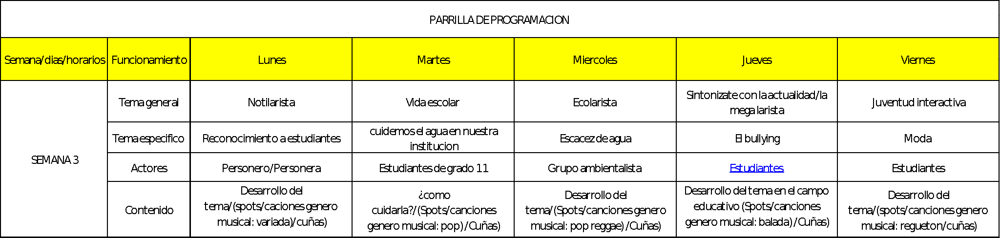 PARRILLA DE PROGRAMACION
Semana/dias/horarios Funcionamiento Lunes Martes Miercoles Jueves Viernes
SEMANA 3
Tema general
Notilarista
Vida escolar
Ecolarista
Sintonizate con la actualidad/la
mega larista
Juventud interactiva
Tema especifico
Reconocimiento a estudiantes
cuidemos el agua en nuestra
institucion
Escacez de agua
El bullying
Moda
Actores
Personero/Personera
Estudiantes de grado 11
Grupo ambientalista
Estudiantes
Estudiantes
Contenido
Desarrollo del
tema/(spots/caciones genero
musical: variada)/cuñas)
¿como
cuidarla?/(Spots/canciones
genero musical: pop)/Cuñas)
Desarrollo del
tema/(Spots/canciones genero
musical: pop reggae)/Cuñas)
Desarrollo del tema en el campo
educativo (Spots/canciones
genero musical: balada)/Cuñas)
Desarrollo del
tema/(spots/canciones genero
musical: regueton/cuñas)